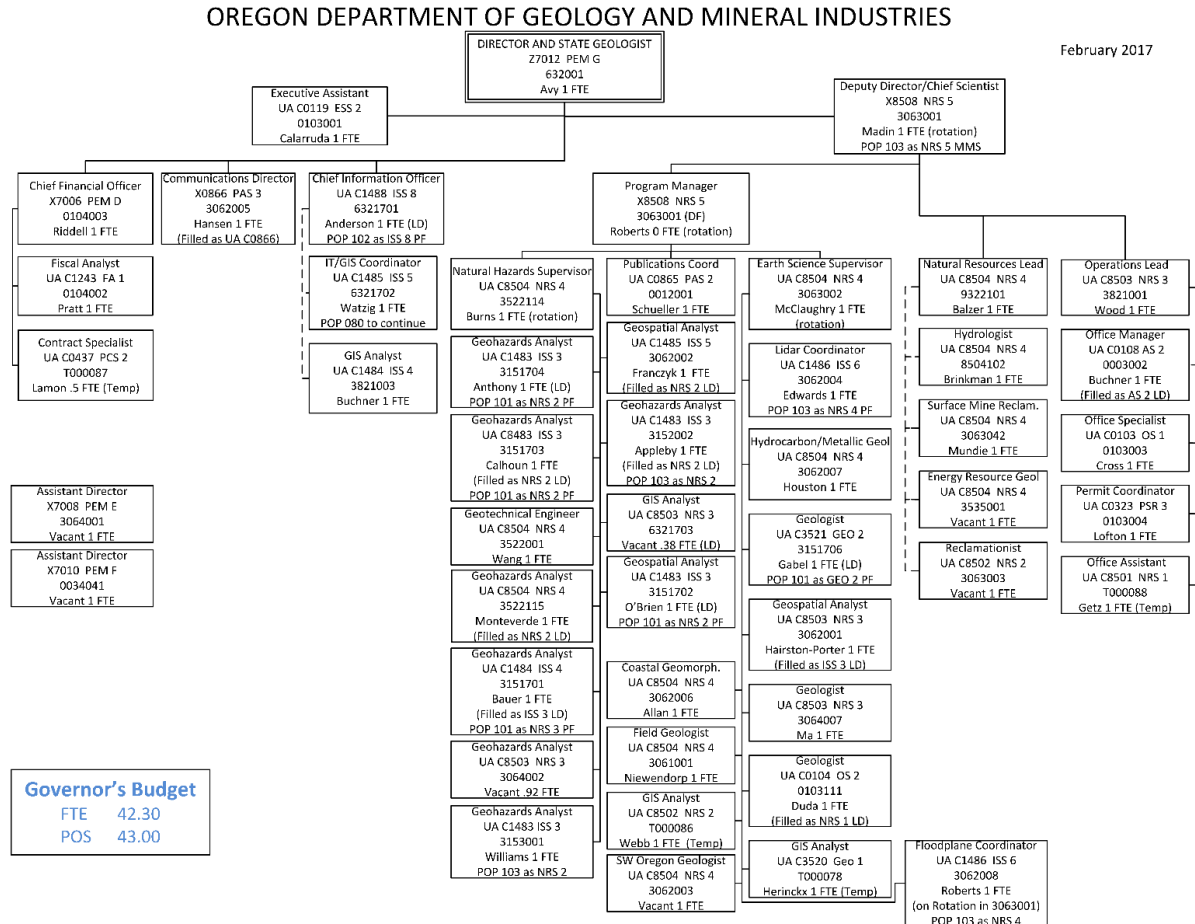 OREGON DEPARTMENT OF GEOLOGY AND MINERAL INDUSTRIES
February 2017
DIRECTOR AND STATE GEOLOGIST
Z7012 PEM G
632001
Avy 1 FTE
Executive Assistant
UA C0119 ESS 2
0103001
Calarruda 1 FTE
Deputy Director/Chief Scientist
X8508 NRS 5
3063001
Madin 1 FTE (rotation)
POP 103 as NRS 5 MMS
Chief Financial Officer
X7006 PEM D
0104003
Riddell 1 FTE
Communications Director
X0866 PAS 3
3062005
Hansen 1 FTE
(Filled as UA C0866)
Chief Information Officer
UA C1488 ISS 8
6321701
Anderson 1 FTE (LD)
POP 102 as ISS 8 PF
Program Manager
X8508 NRS 5
3063001 (DF)
Roberts 0 FTE (rotation)
Fiscal Analyst
UA C1243 FA 1
0104002
Pratt 1 FTE
Contract Specialist
UA C0437 PCS 2
T000087
Lamon .5 FTE (Temp)
IT/GIS Coordinator
UA C1485 ISS 5
6321702
Watzig 1 FTE
POP 080 to continue
GIS Analyst
UA C1484 ISS 4
3821003
Buchner 1 FTE
Assistant Director
X7008 PEM E
3064001
Vacant 1 FTE
Assistant Director
X7010 PEM F
0034041
Vacant 1 FTE
Natural Hazards Supervisor
UA C8504 NRS 4
3522114
Burns 1 FTE (rotation)
Geohazards Analyst
UA C1483 ISS 3
3151704
Anthony 1 FTE (LD)
POP 101 as NRS 2 PF
Geohazards Analyst
UA C8483 ISS 3
3151703
Calhoun 1 FTE
(Filled as NRS 2 LD)
POP 101 as NRS 2 PF
Geotechnical Engineer
UA C8504 NRS 4
3522001
Wang 1 FTE
Geohazards Analyst
UA C8504 NRS 4
3522115
Monteverde 1 FTE
(Filled as NRS 2 LD)
Geohazards Analyst
UA C1484 ISS 4
3151701
Bauer 1 FTE
(Filled as ISS 3 LD)
POP 101 as NRS 3 PF
Geohazards Analyst
UA C8503 NRS 3
3064002
Vacant .92 FTE
Geohazards Analyst
UA C1483 ISS 3
3153001
Williams 1 FTE
POP 103 as NRS 2
Publications Coord
UA C0865 PAS 2
0012001
Schueller 1 FTE
Geospatial Analyst
UA C1485 ISS 5
3062002
Franczyk 1 FTE
(Filled as NRS 2 LD)
Geohazards Analyst
UA C1483 ISS 3
3152002
Appleby 1 FTE
(Filled as NRS 2 LD)
POP 103 as NRS 2
GIS Analyst
UA C8503 NRS 3
6321703
Vacant .38 FTE (LD)
Geospatial Analyst
UA C1483 ISS 3
3151702
O'Brien 1 FTE (LD)
POP 101 as NRS 2 PF
Coastal Geomorph.
UA C8504 NRS 4
3062006
Allan 1 FTE
Field Geologist
UA C8504 NRS 4
3061001
Niewendorp 1 FTE
GIS Analyst
UA C8502 NRS 2
T000086
Webb 1 FTE (Temp)
SW Oregon Geologist
UA C8504 NRS 4
3062003
Vacant 1 FTE
Earth Science Supervisor
UA C8504 NRS 4
3063002
McClaughry 1 FTE
(rotation)
Lidar Coordinator
UA C1486 ISS 6
3062004
Edwards 1 FTE
POP 103 as NRS 4 PF
Hydrocarbon/Metallic Geol
UA C8504 NRS 4
3062007
Houston 1 FTE
Geologist
UA C3521 GEO 2
3151706
Gabel 1 FTE (LD)
POP 101 as GEO 2 PF
Geospatial Analyst
UA C8503 NRS 3
3062001
Hairston-Porter 1 FTE
(Filled as ISS 3 LD)
Geologist
UA C8503 NRS 3
3064007
Ma 1 FTE
Geologist
UA C0104 OS 2
0103111
Duda 1 FTE
(Filled as NRS 1 LD)
GIS Analyst
UA C3520 Geo 1
T000078
Herinckx 1 FTE (Temp)
Floodplane Coordinator
UA C1486 ISS 6
3062008
Roberts 1 FTE
(on Rotation in 3063001)
POP 103 as NRS 4
Natural Resources Lead
UA C8504 NRS 4
9322101
Balzer 1 FTE
Hydrologist
UA C8504 NRS 4
8504102
Brinkman 1 FTE
Surface Mine Reclam.
UA C8504 NRS 4
3063042
Mundie 1 FTE
Energy Resource Geol
UA C8504 NRS 4
3535001
Vacant 1 FTE
Reclamationist
UA C8502 NRS 2
3063003
Vacant 1 FTE
Operations Lead
UA C8503 NRS 3
3821001
Wood 1 FTE
Office Manager
UA C0108 AS 2
0003002
Buchner 1 FTE
(Filled as AS 2 LD)
Office Specialist
UA C0103 OS 1
0103003
Cross 1 FTE
Permit Coordinator
UA C0323 PSR 3
0103004
Lofton 1 FTE
Office Assistant
UA C8501 NRS 1
T000088
Getz 1 FTE (Temp)
Governor's Budget
FTE 42.30
POS 43.00